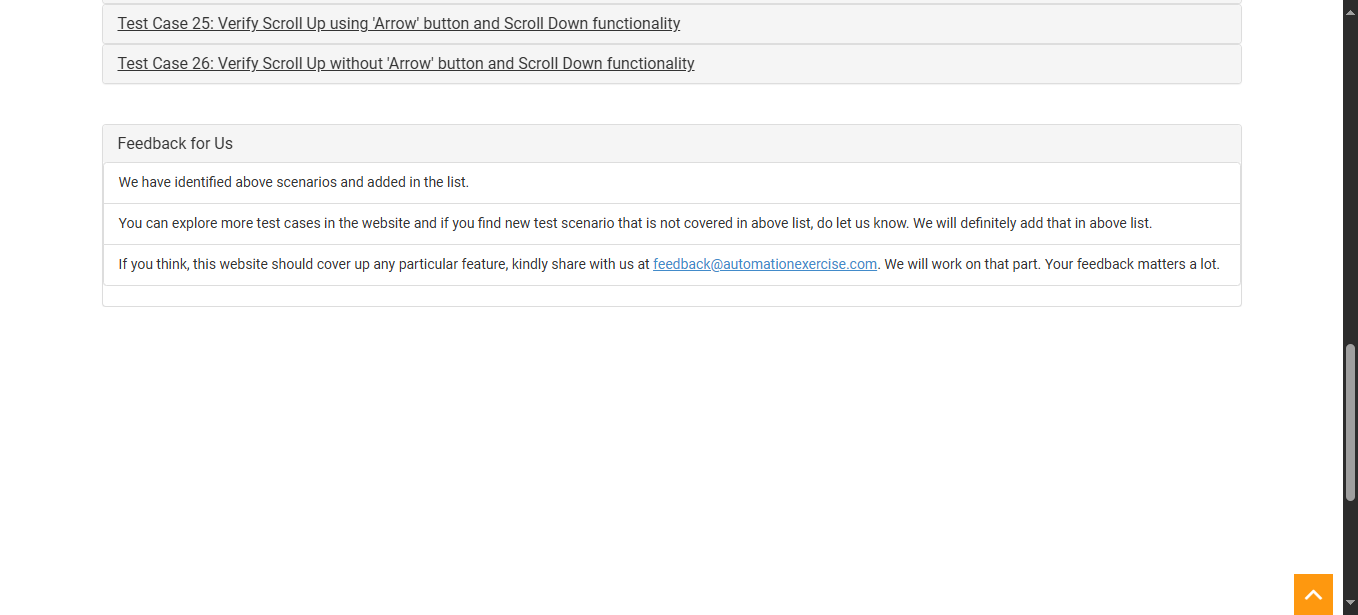 Test Case 25: Verify Scroll Up using 'Arrow' button and Scroll Down functionality
Test Case 26: Verify Scroll Up without 'Arrow' button and Scroll Down functionality
Feedback for Us
We have identified above scenarios and added in the list.
You can explore more test cases in the website and if you find new test scenario that is not covered in above list, do let us know. We will definitely add that in above list.
If you think, this website should cover up any particular feature, kindly share with us at feedback@automationexercise.com. We will work on that part. Your feedback matters a lot.